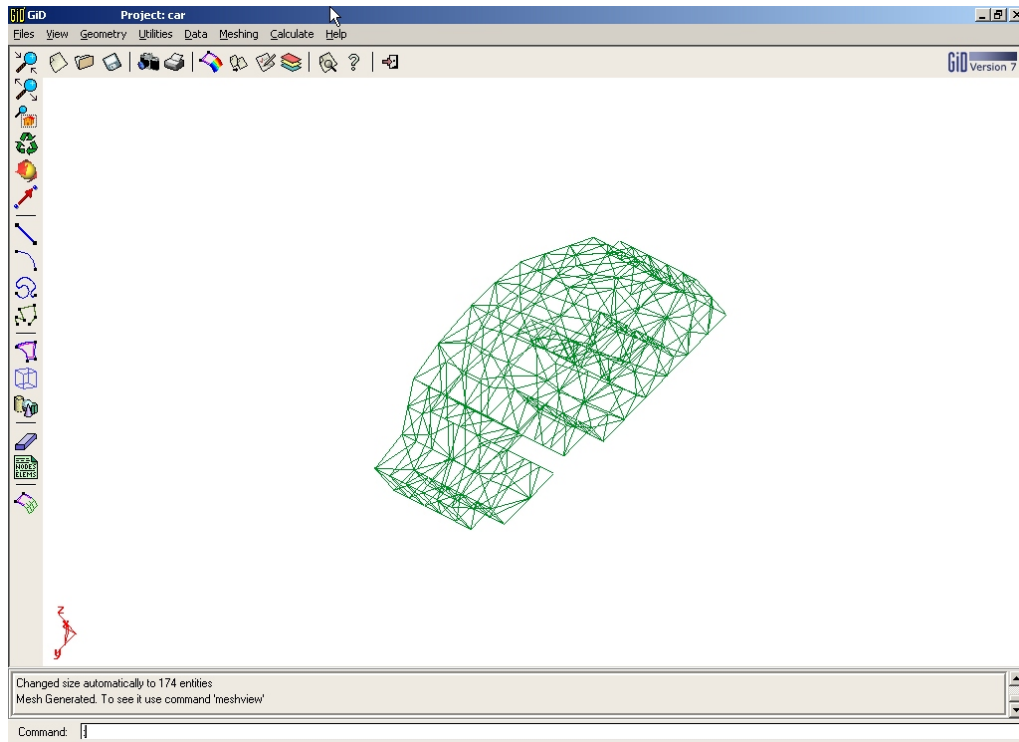 GiD Project: car
Files View Geometry Utilities Data Meshing Calculate Help
GiD Version 7
NODES
ELEMS
z
x
y
Changed size automatically to 174 entities
Mesh Generated. To see it use command 'meshview'
Command: